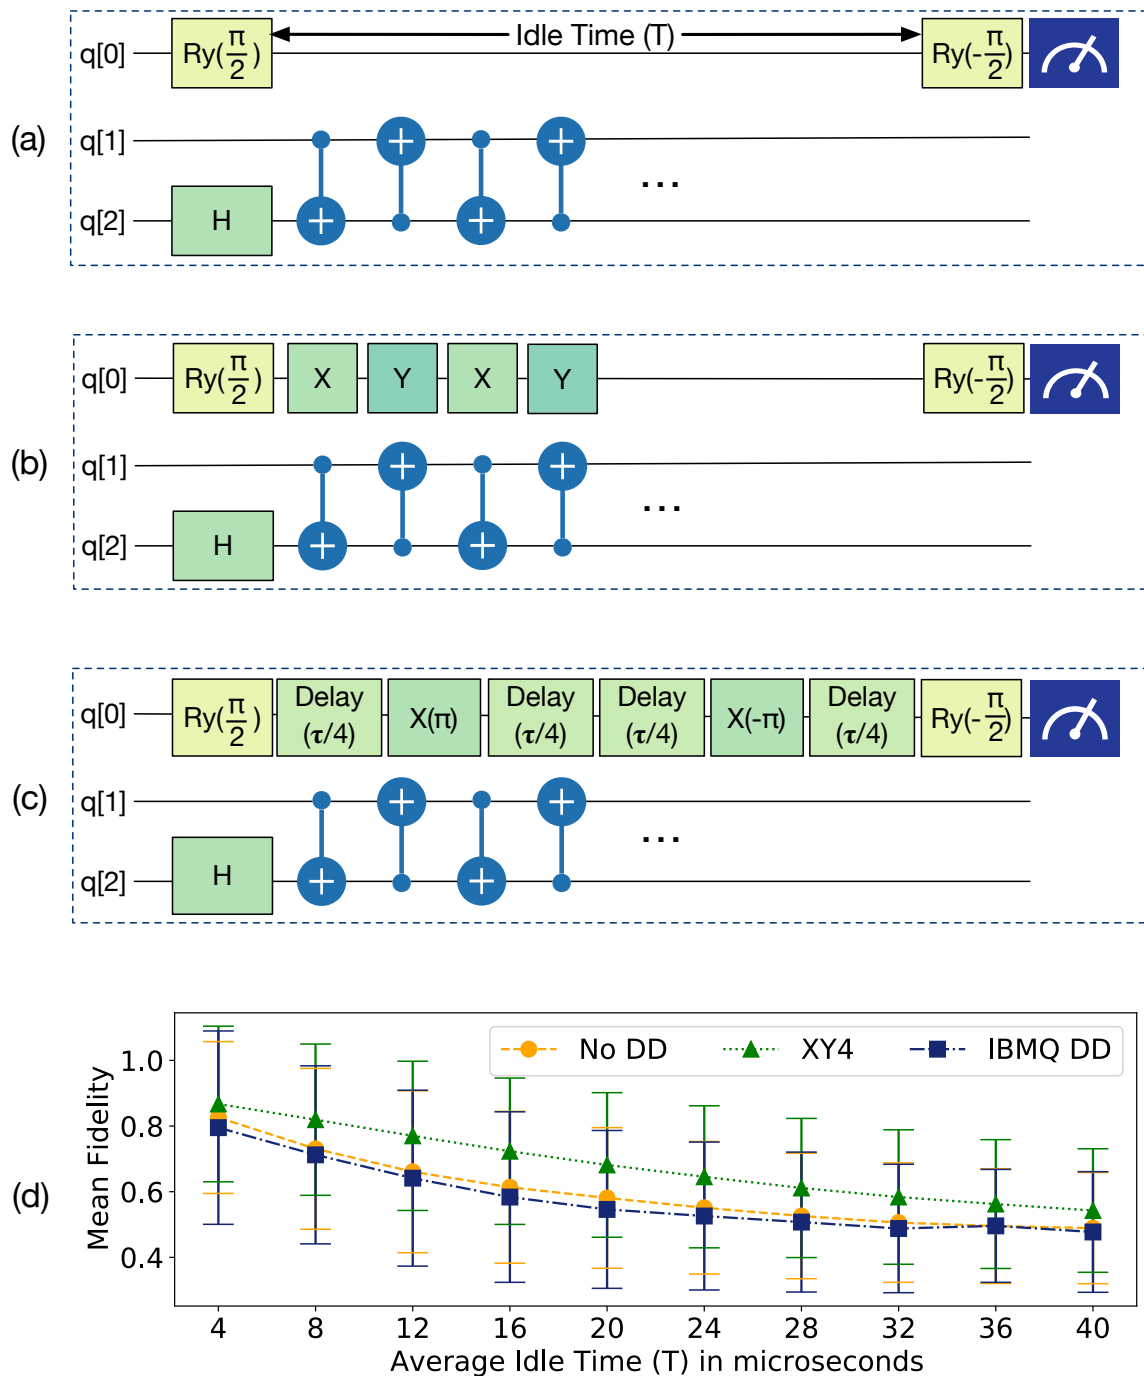 (a)
q[0] Ry(π/2) Idle Time (T) Ry(-π/2)
q[1]
q[2] H ...
(b)
q[0] Ry(π/2) X Y X Y Ry(-π/2)
q[1]
q[2] H ...
(c)
q[0] Ry(π/2) Delay (τ/4) X(π) Delay (τ/4) Delay (τ/4) X(-π) Delay (τ/4) Ry(-π/2)
q[1]
q[2] H ...
(d)
No DD XY4 IBMQ DD
Mean Fidelity
1.0
0.8
0.6
0.4
4 8 12 16 20 24 28 32 36 40
Average Idle Time (T) in microseconds